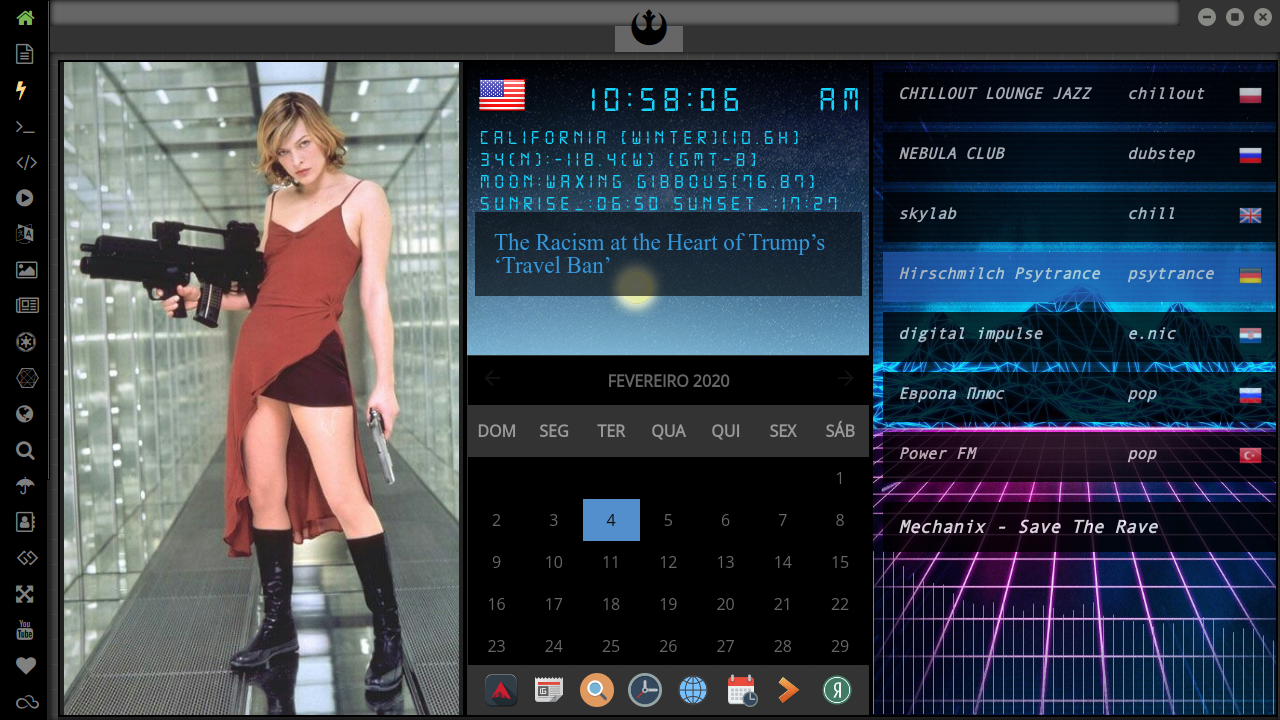 10:58:06 AM
CALIFORNIA [WINTER][10.6H]
34[N]:-118.4[W] [GMT-8]
MOON:WAXING GIBBOUS[76.87]
SUNRISE_:06:50 SUNSET_:17:27
The Racism at the Heart of Trump’s
‘Travel Ban’
FEVEREIRO 2020
DOM SEG TER QUA QUI SEX SÁB
1
2 3 4 5 6 7 8
9 10 11 12 13 14 15
16 17 18 19 20 21 22
23 24 25 26 27 28 29
CHILLOUT LOUNGE JAZZ chillout
NEBULA CLUB dubstep
skylab chill
Hirschmilch Psytrance psytrance
digital impulse e.nic
Европа Плюс pop
Power FM pop
Mechanix - Save The Rave
You
Tube
Я